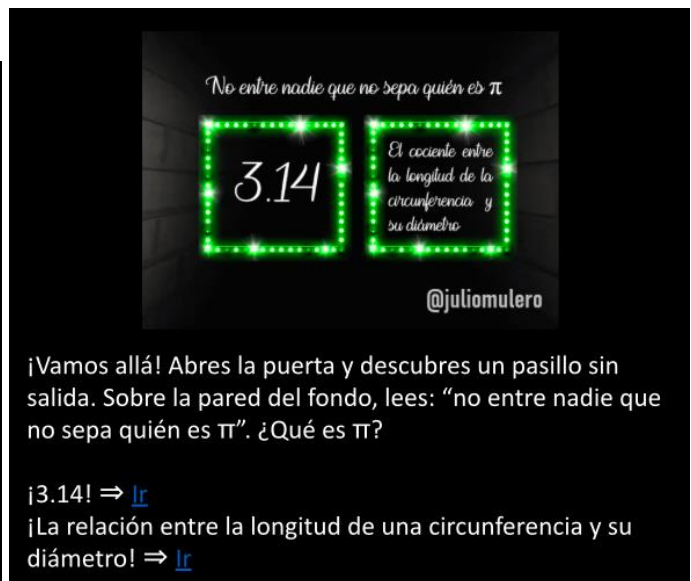 No entre nadie que no sepa quién es π
3.14
El cociente entre
la longitud de la
circunferencia y
su diámetro
@juliomulero
¡Vamos allá! Abres la puerta y descubres un pasillo sin
salida. Sobre la pared del fondo, lees: “no entre nadie que
no sepa quién es π”. ¿Qué es π?
¡3.14! ⇒ Ir
¡La relación entre la longitud de una circunferencia y su
diámetro! ⇒ Ir